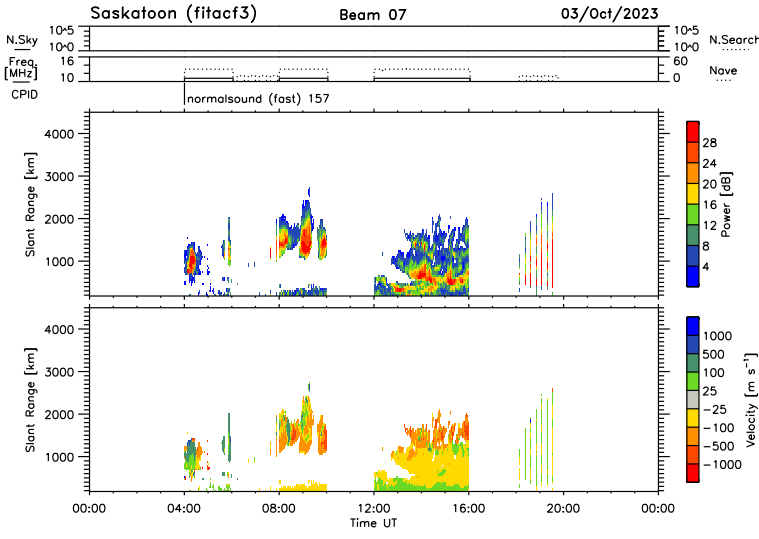 Saskatoon (fitacf3) Beam 07 03/Oct/2023
10^5
10^0
N.Sky
10^5
10^0
N.Search
Freq.
[MHz]
16
10
60
0
Nave
CPID
normalsound (fast) 157
4000
3000
2000
1000
Slant Range [km]
28
24
20
16
12
8
4
Power [dB]
4000
3000
2000
1000
Slant Range [km]
1000
500
100
25
-25
-100
-500
-1000
Velocity [m s^-1]
00:00 04:00 08:00 12:00 16:00 20:00 00:00
Time UT